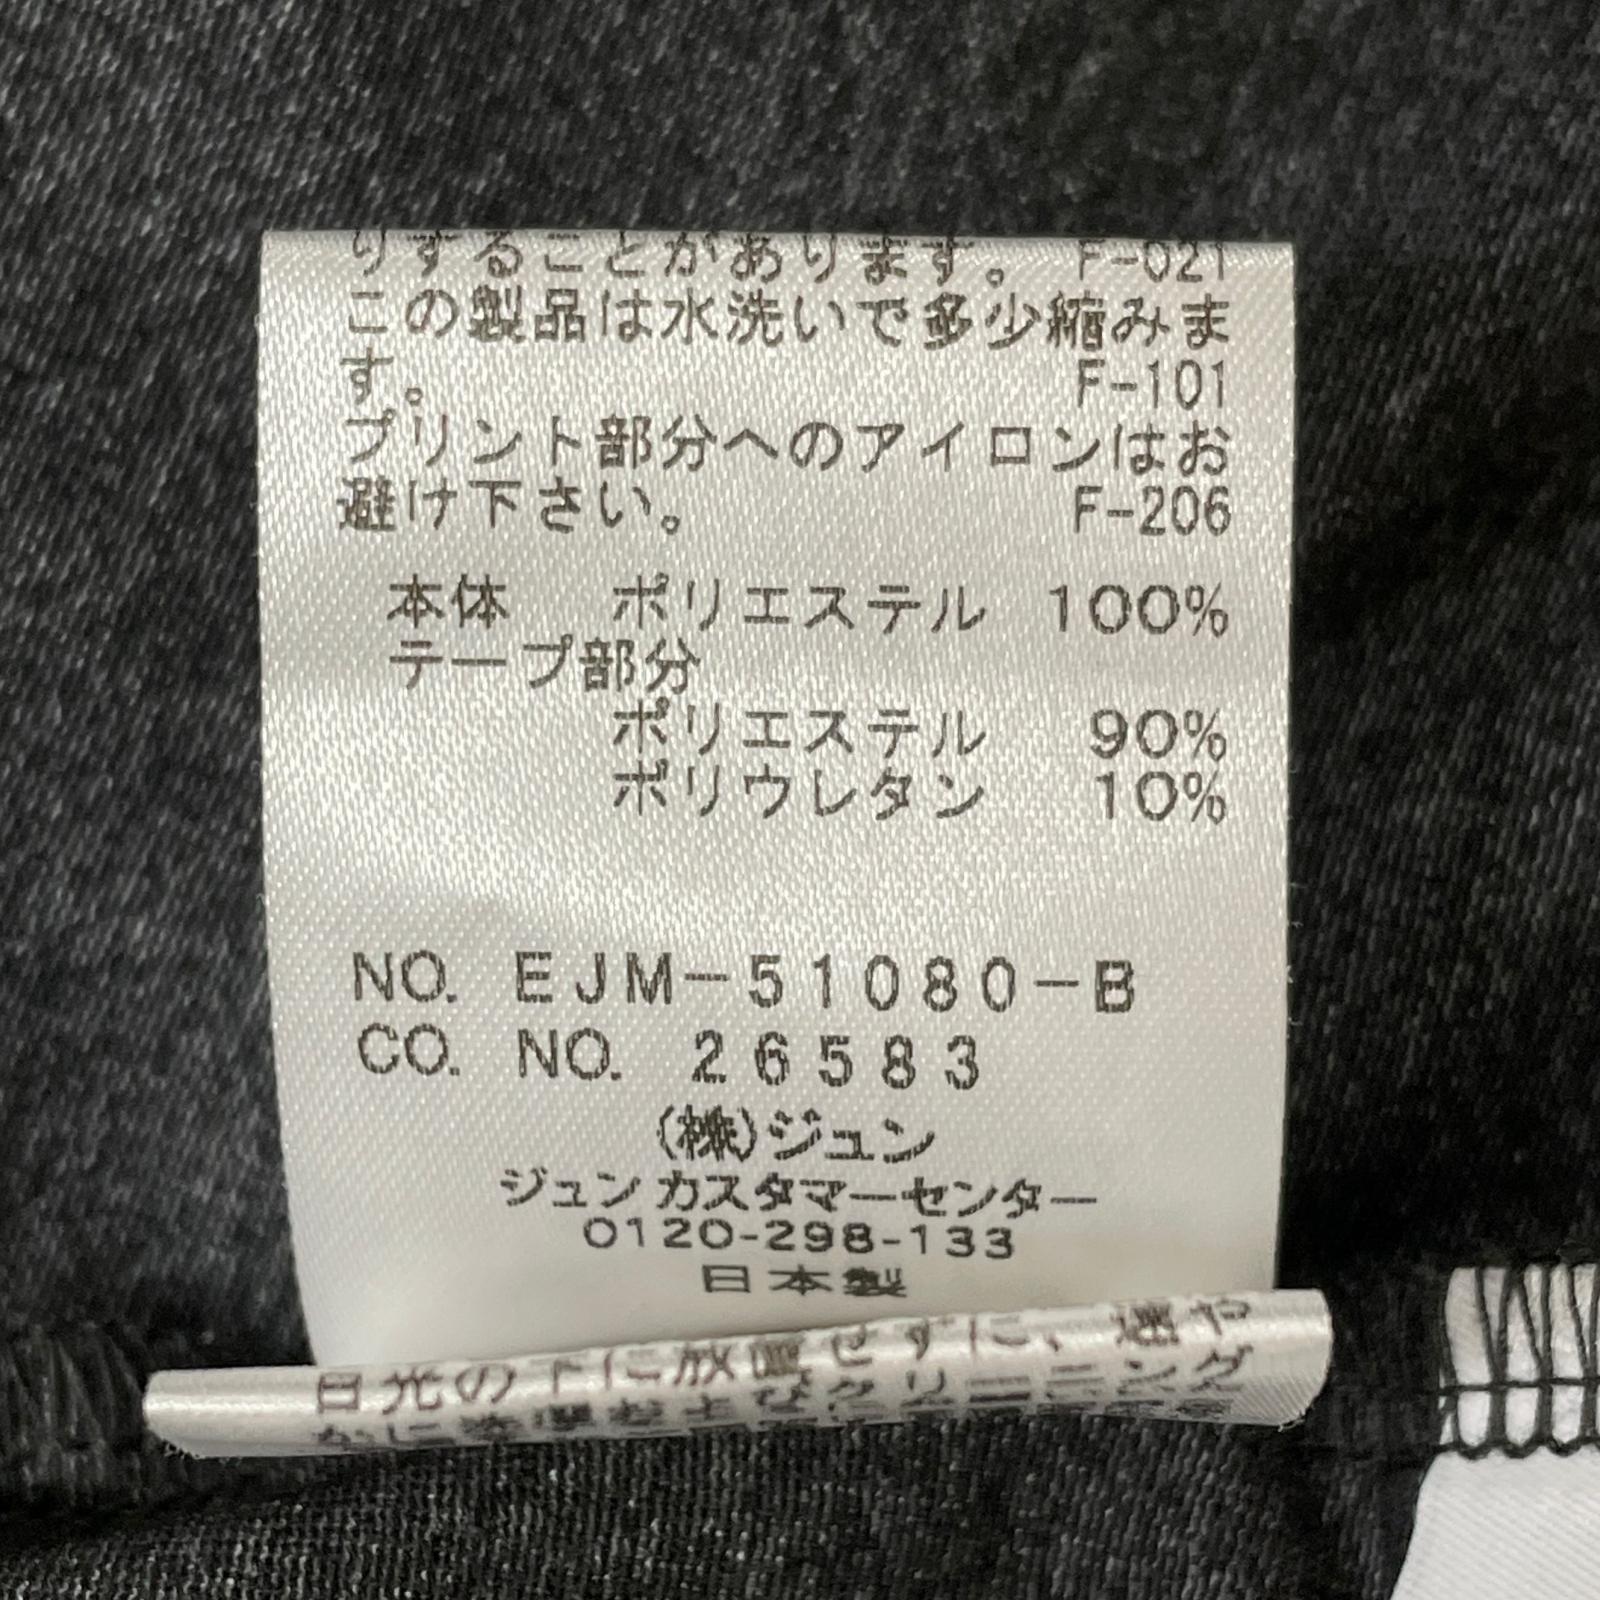 りすることがあります。 F-021
この製品は水洗いで多少縮みま
す。 F-101
プリント部分へのアイロンはお
避け下さい。 F-206
本体 ポリエステル 100%
テープ部分
ポリエステル 90%
ポリウレタン 10%
NO. EJM-51080-B
CO. NO. 26583
(株)ジュン
ジュンカスタマーセンター
0120-298-133
日本製
日光の下に放置せずに、速や